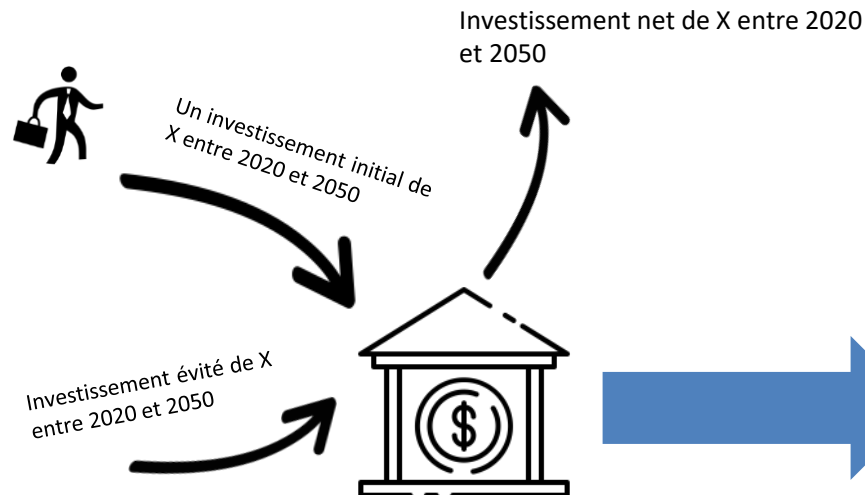 Investissement net de X entre 2020
et 2050
Un investissement initial de
X entre 2020 et 2050
Investissement évité de X
entre 2020 et 2050
$